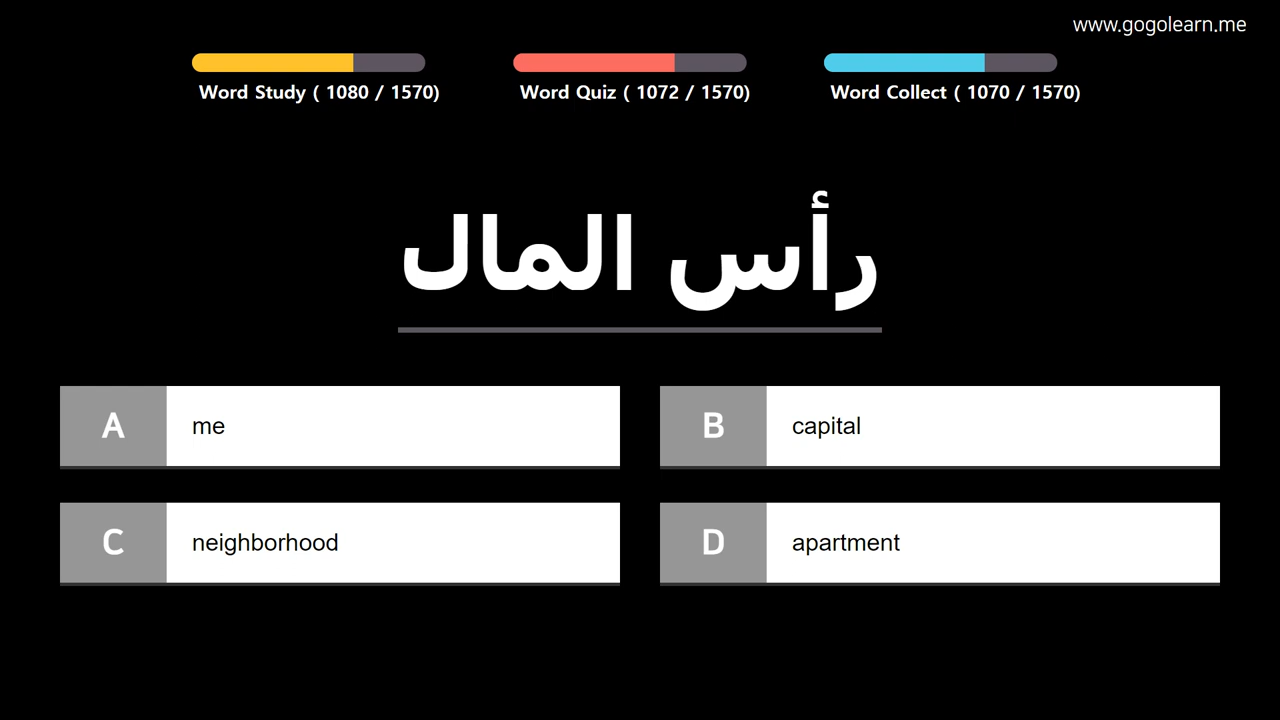 www.gogolearn.me
Word Study ( 1080 / 1570)
Word Quiz ( 1072 / 1570)
Word Collect ( 1070 / 1570)
رأس المال
A me
B capital
C neighborhood
D apartment